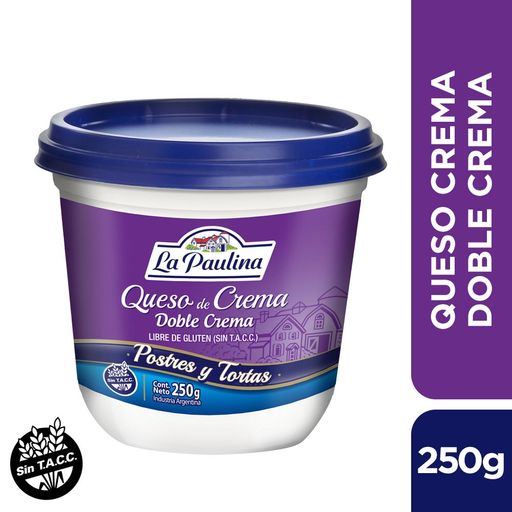 La Paulina
Queso de Crema
Doble Crema
LIBRE DE GLUTEN (SIN T.A.C.C.)
Postres y Tortas
Sin T.A.C.C.
Cont.
Neto 250g
Industria Argentina
Sin T.A.C.C.
QUESO CREMA
DOBLE CREMA
250g